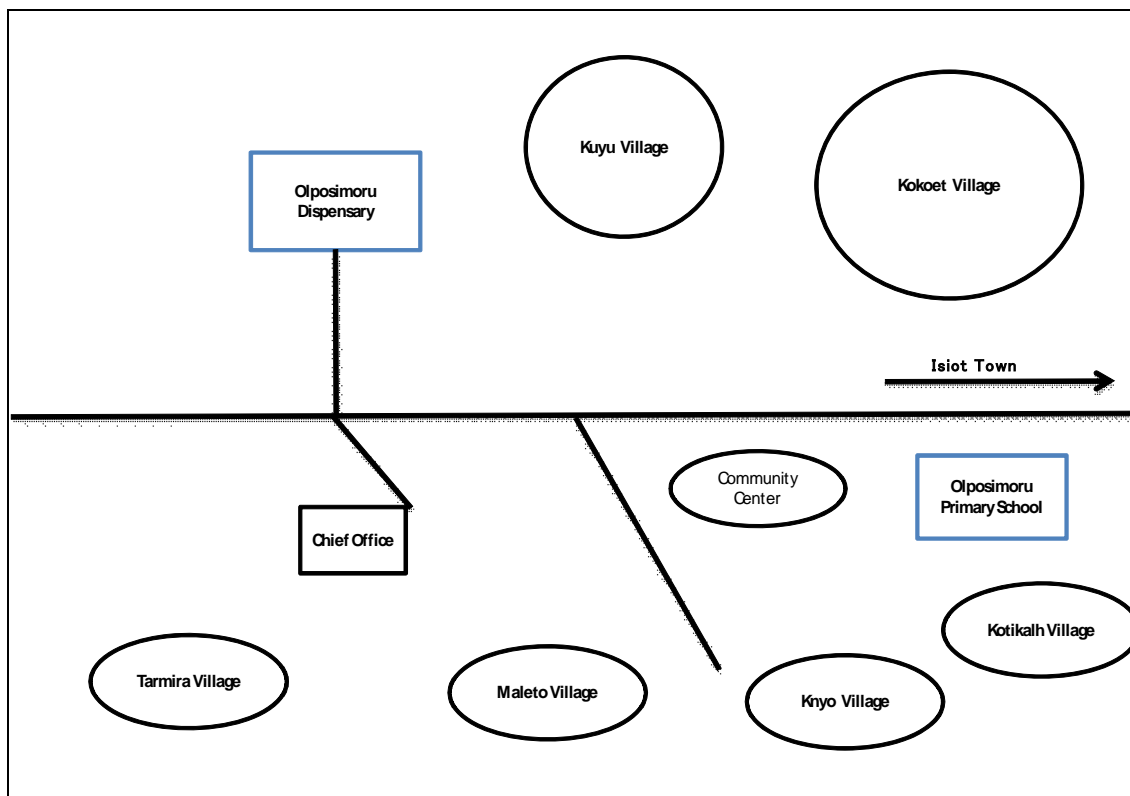 Kuyu Village
Olposimoru
Dispensary
Kokoet Village
Isiot Town
Community
Center
Olposimoru
Primary School
Chief Office
Kotikalh Village
Tarmira Village
Maleto Village
Knyo Village